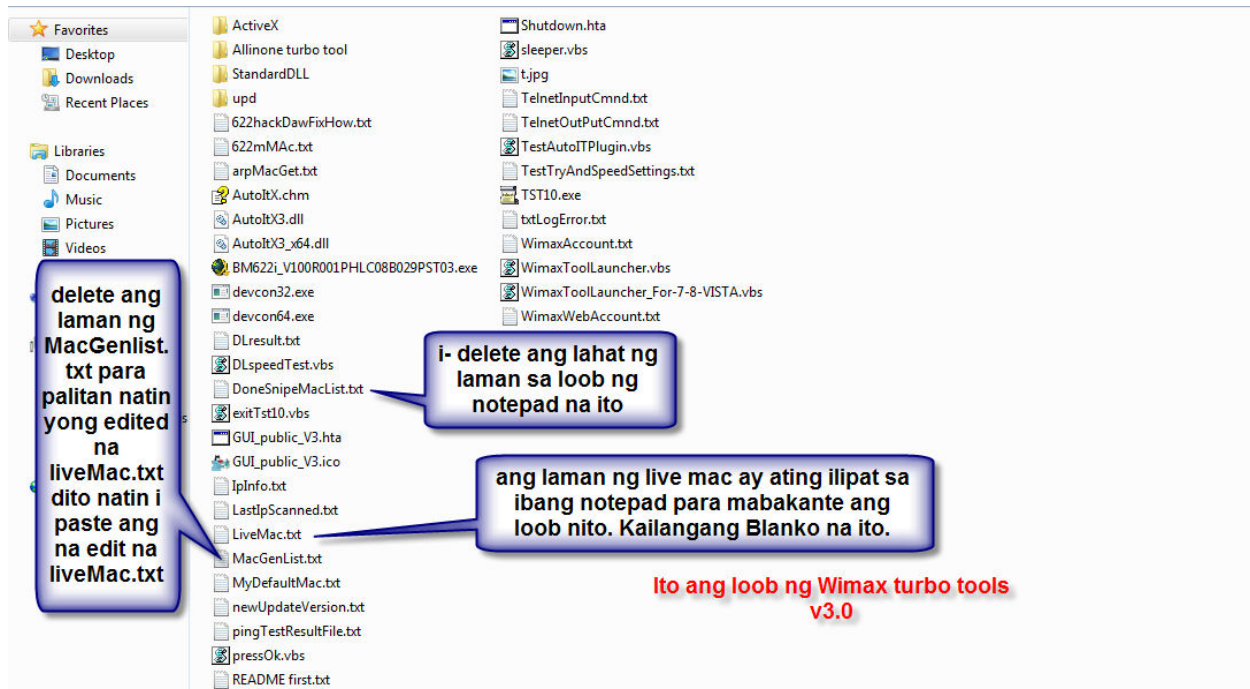 Favorites
Desktop
Downloads
Recent Places
Libraries
Documents
Music
Pictures
Videos
ActiveX
Allinone turbo tool
StandardDLL
upd
622hackDawFixHow.txt
622mMAc.txt
arpMacGet.txt
AutoItX.chm
AutoItX3.dll
AutoItX3_x64.dll
BM622i_V100R001PHLC08B029PST03.exe
devcon32.exe
devcon64.exe
DLresult.txt
DLspeedTest.vbs
DoneSnipeMacList.txt
exitTst10.vbs
GUI_public_V3.hta
GUI_public_V3.ico
IpInfo.txt
LastIpScanned.txt
LiveMac.txt
MacGenList.txt
MyDefaultMac.txt
newUpdateVersion.txt
pingTestResultFile.txt
pressOk.vbs
README first.txt
Shutdown.hta
sleeper.vbs
t.jpg
TelnetInputCmnd.txt
TelnetOutPutCmnd.txt
TestAutoITPlugin.vbs
TestTryAndSpeedSettings.txt
TST10.exe
txtLogError.txt
WimaxAccount.txt
WimaxToolLauncher.vbs
WimaxToolLauncher_For-7-8-VISTA.vbs
WimaxWebAccount.txt
delete ang
laman ng
MacGenlist.
txt para
palitan natin
yong edited
na
liveMac.txt
dito natin i
paste ang
na edit na
liveMac.txt
i- delete ang lahat ng
laman sa loob ng
notepad na ito
ang laman ng live mac ay ating ilipat sa
ibang notepad para mabakante ang
loob nito. Kailangang Blanko na ito.
Ito ang loob ng Wimax turbo tools
v3.0